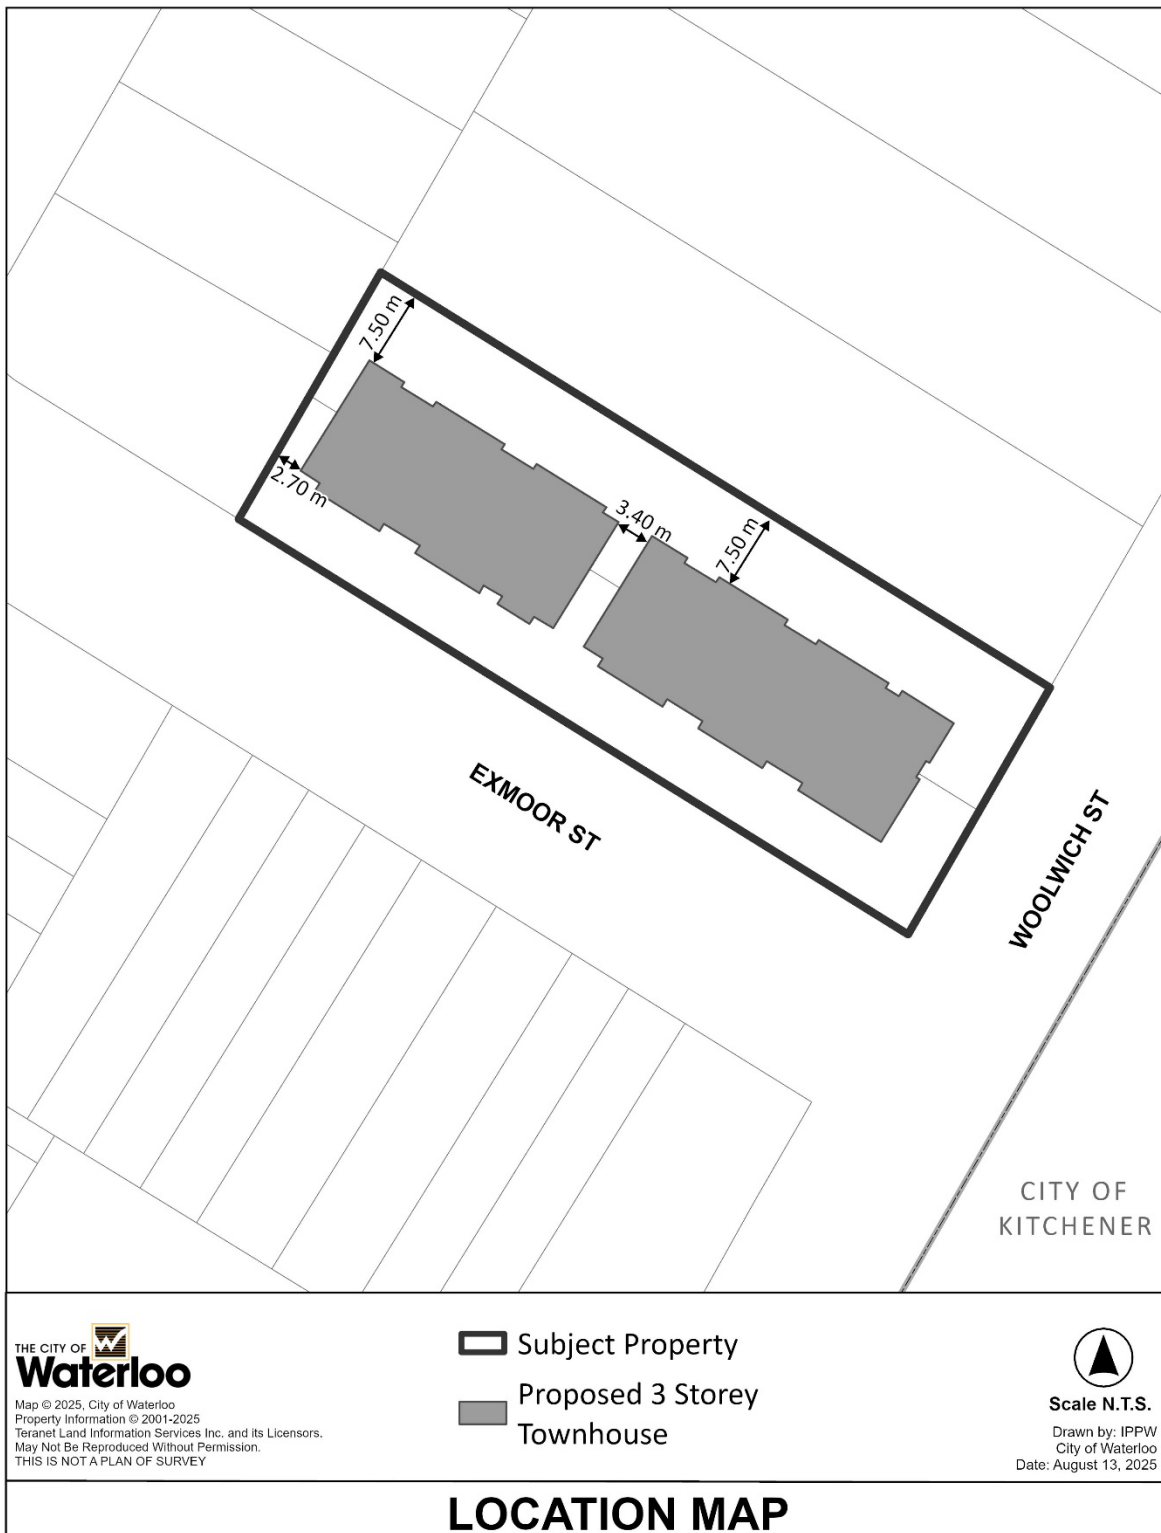 7.50 m
2.70 m
3.40 m
7.50 m
EXMOOR ST
WOOLWICH ST
CITY OF
KITCHENER
THE CITY OF
Waterloo
Map © 2025, City of Waterloo
Property Information © 2001-2025
Teranet Land Information Services Inc. and its Licensors.
May Not Be Reproduced Without Permission.
THIS IS NOT A PLAN OF SURVEY
Subject Property
Proposed 3 Storey
Townhouse
Scale N.T.S.
Drawn by: IPPW
City of Waterloo
Date: August 13, 2025
LOCATION MAP